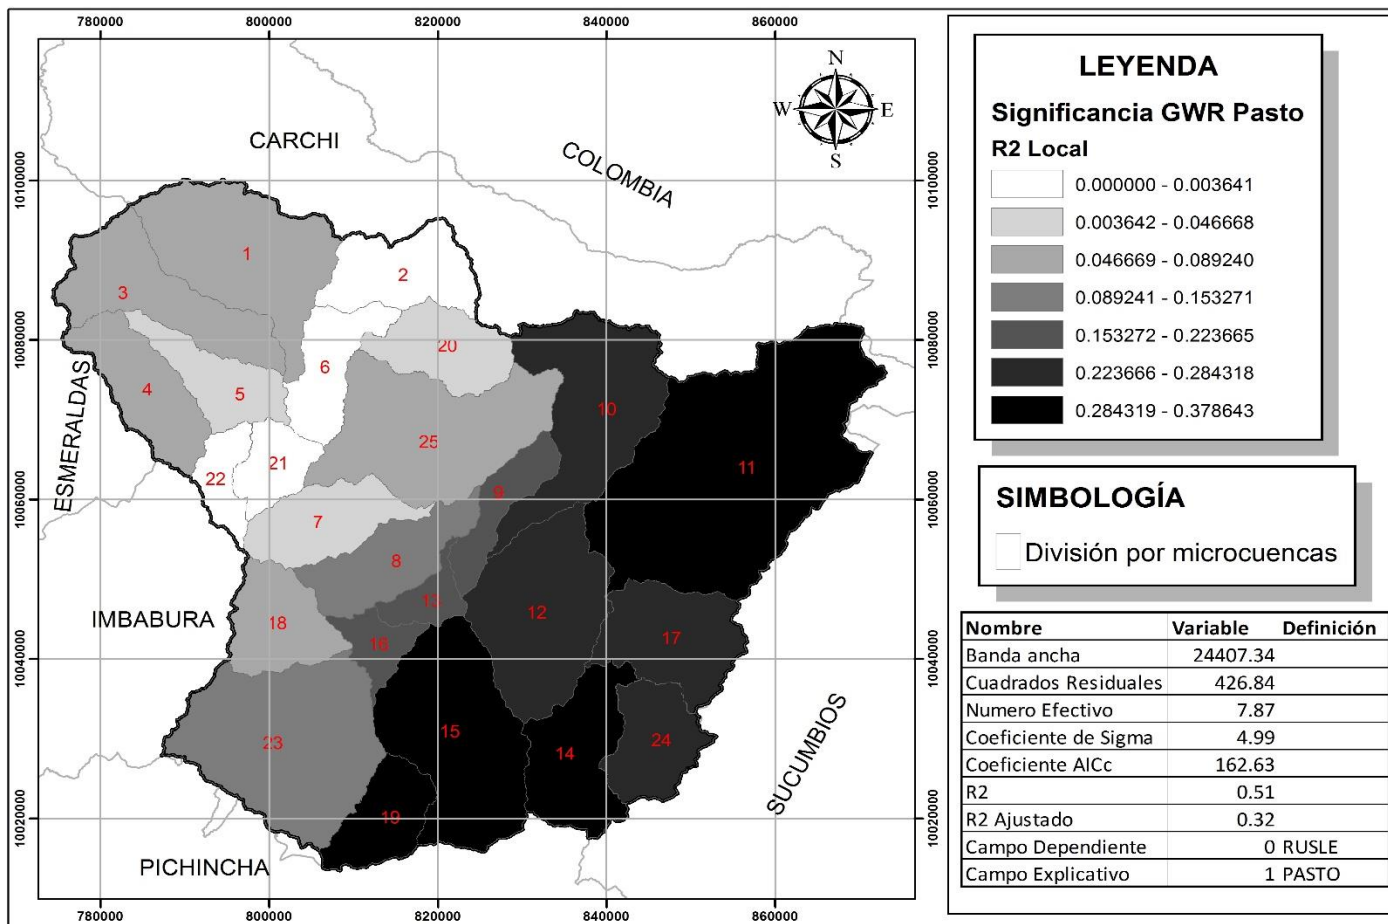 780000 800000 820000 840000 860000
N
W E
S
CARCHI
COLOMBIA
10100000 10100000
1
2
3
10080000 10080000
20
6
4
5
10
ESMERALDAS
25
21
22
11
9
10060000 10060000
7
8
13
12
IMBABURA
18
16
17
10040000 10040000
23
15
14
24
SUCUMBIOS
19
10020000 10020000
PICHINCHA
780000 800000 820000 840000 860000
LEYENDA
Significancia GWR Pasto
R2 Local
0.000000 - 0.003641
0.003642 - 0.046668
0.046669 - 0.089240
0.089241 - 0.153271
0.153272 - 0.223665
0.223666 - 0.284318
0.284319 - 0.378643
SIMBOLOGÍA
División por microcuencas
Nombre Variable Definición
Banda ancha 24407.34
Cuadrados Residuales 426.84
Numero Efectivo 7.87
Coeficiente de Sigma 4.99
Coeficiente AICc 162.63
R2 0.51
R2 Ajustado 0.32
Campo Dependiente 0 RUSLE
Campo Explicativo 1 PASTO